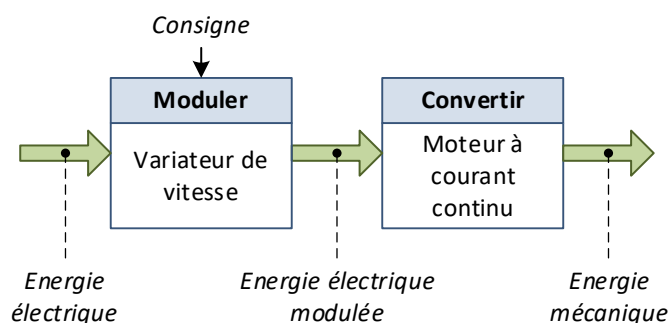 Consigne
Moduler
Convertir
Variateur de
vitesse
Moteur à
courant
continu
Energie
électrique
Energie électrique
modulée
Energie
mécanique